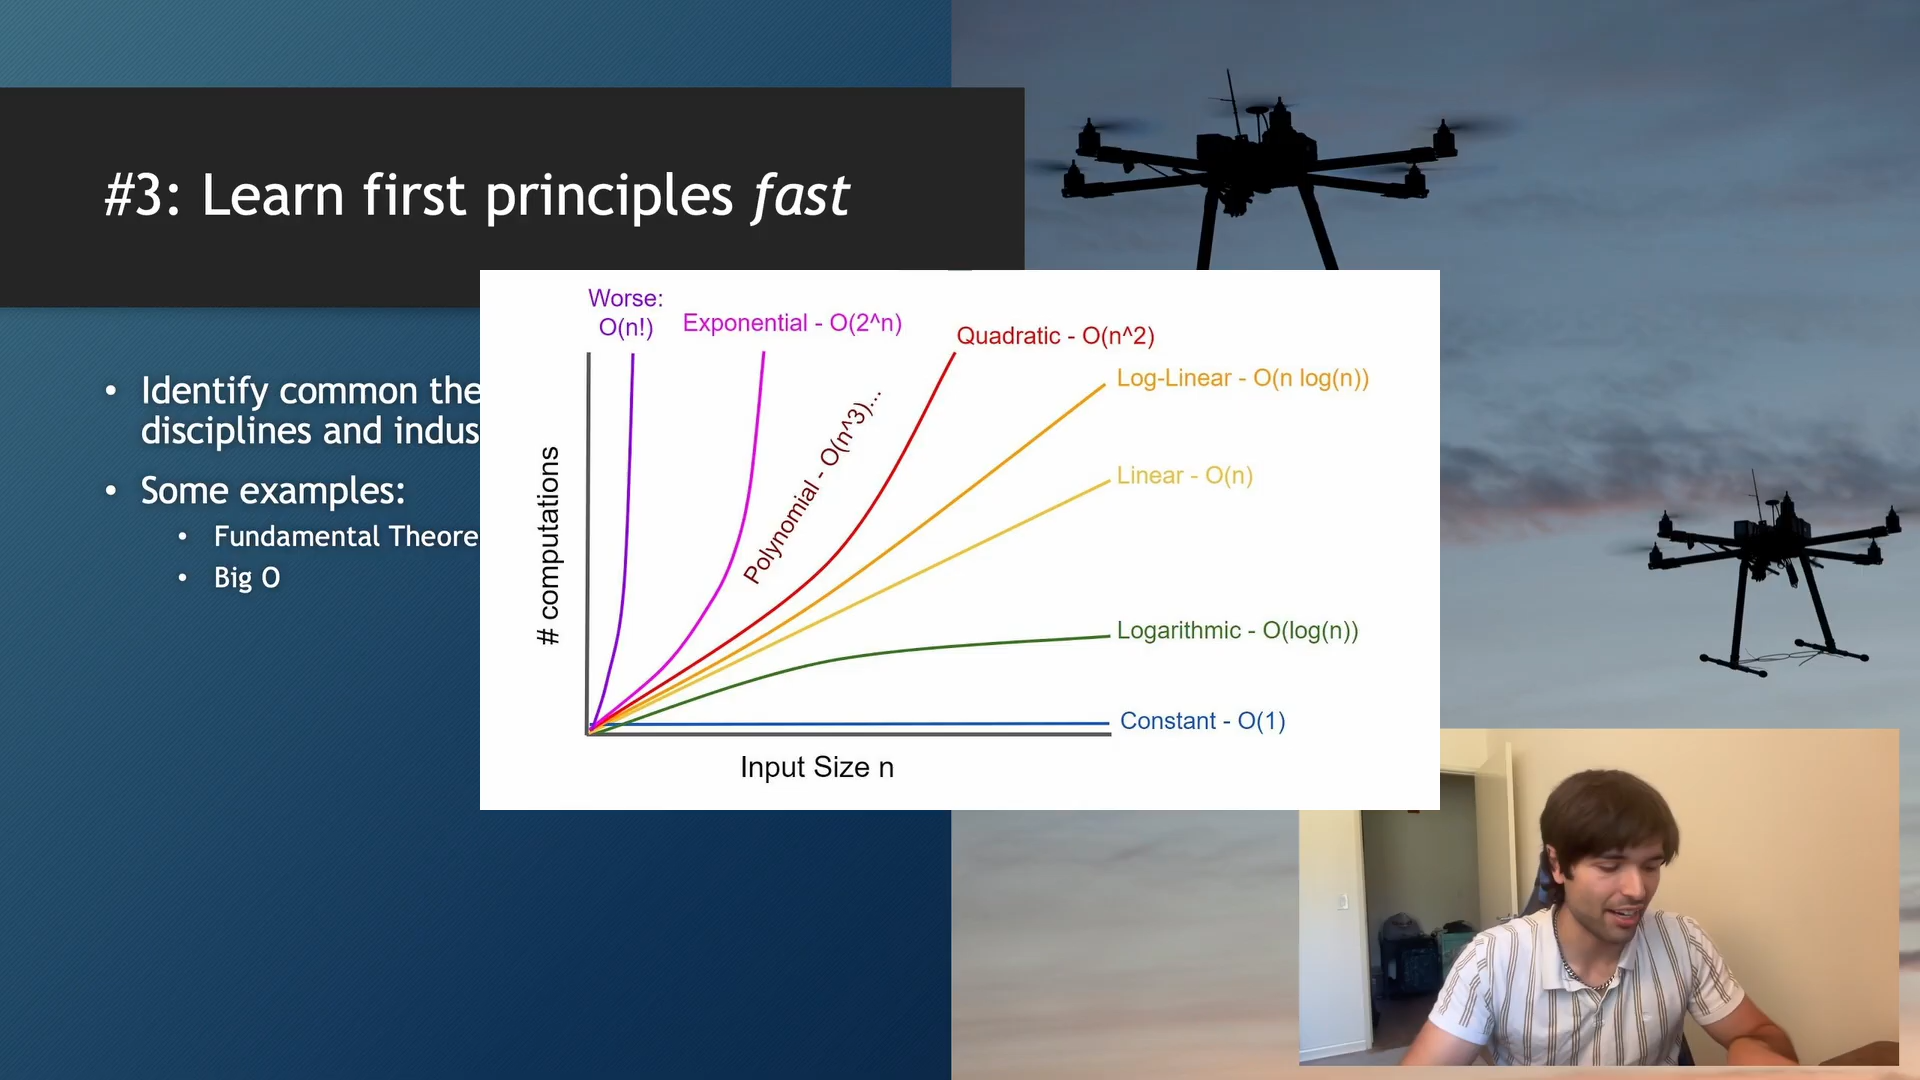 #3: Learn first principles fast
• Identify common the
disciplines and indus
• Some examples:
• Fundamental Theore
• Big O
Worse:
O(n!)
Exponential - O(2^n)
Quadratic - O(n^2)
Log-Linear - O(n log(n))
Polynomial - O(n^3)...
Linear - O(n)
# computations
Logarithmic - O(log(n))
Constant - O(1)
Input Size n